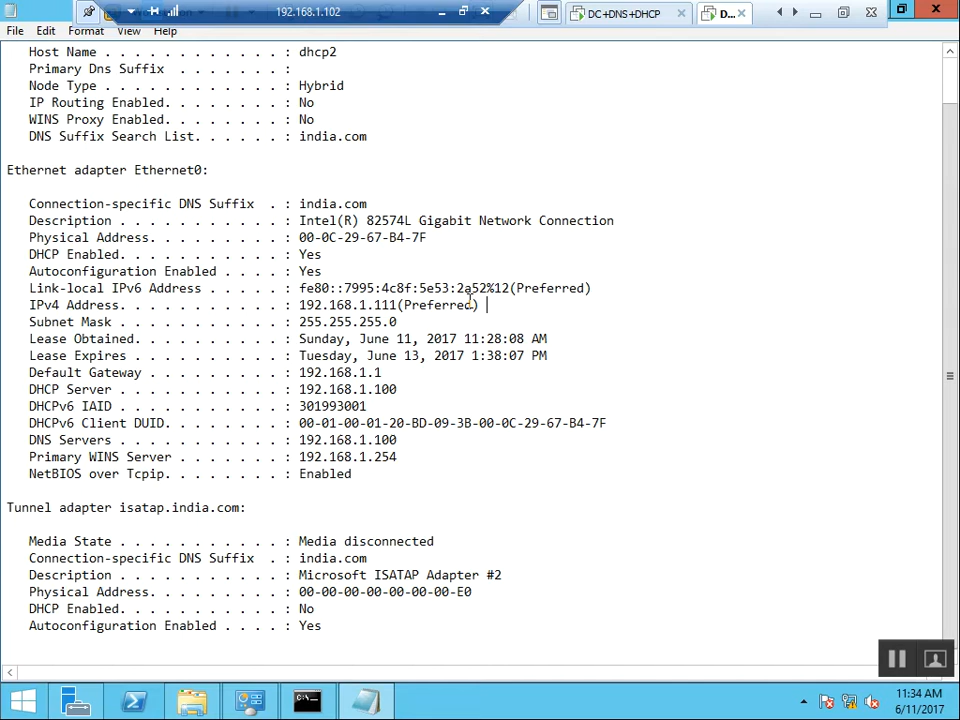 192.168.1.102
DC+DNS+DHCP
D...
File Edit Format View Help
Host Name . . . . . . . . . . . . : dhcp2
Primary Dns Suffix . . . . . . . :
Node Type . . . . . . . . . . . . : Hybrid
IP Routing Enabled. . . . . . . . : No
WINS Proxy Enabled. . . . . . . . : No
DNS Suffix Search List. . . . . . : india.com
Ethernet adapter Ethernet0:
Connection-specific DNS Suffix . : india.com
Description . . . . . . . . . . . : Intel(R) 82574L Gigabit Network Connection
Physical Address. . . . . . . . . : 00-0C-29-67-B4-7F
DHCP Enabled. . . . . . . . . . . : Yes
Autoconfiguration Enabled . . . . : Yes
Link-local IPv6 Address . . . . . : fe80::7995:4c8f:5e53:2a52%12(Preferred)
IPv4 Address. . . . . . . . . . . : 192.168.1.111(Preferred)
Subnet Mask . . . . . . . . . . . : 255.255.255.0
Lease Obtained. . . . . . . . . . : Sunday, June 11, 2017 11:28:08 AM
Lease Expires . . . . . . . . . . : Tuesday, June 13, 2017 1:38:07 PM
Default Gateway . . . . . . . . . : 192.168.1.1
DHCP Server . . . . . . . . . . . : 192.168.1.100
DHCPv6 IAID . . . . . . . . . . . : 301993001
DHCPv6 Client DUID. . . . . . . . : 00-01-00-01-20-BD-09-3B-00-0C-29-67-B4-7F
DNS Servers . . . . . . . . . . . : 192.168.1.100
Primary WINS Server . . . . . . . : 192.168.1.254
NetBIOS over Tcpip. . . . . . . . : Enabled
Tunnel adapter isatap.india.com:
Media State . . . . . . . . . . . : Media disconnected
Connection-specific DNS Suffix . : india.com
Description . . . . . . . . . . . : Microsoft ISATAP Adapter #2
Physical Address. . . . . . . . . : 00-00-00-00-00-00-00-E0
DHCP Enabled. . . . . . . . . . . : No
Autoconfiguration Enabled . . . . : Yes
11:34 AM
6/11/2017